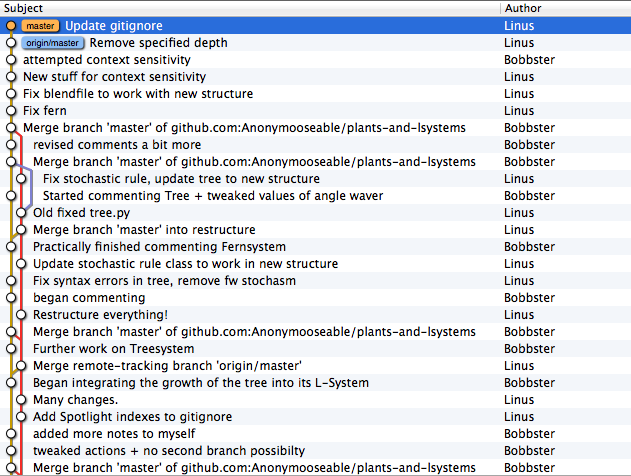 Subject Author
master Update gitignore Linus
origin/master Remove specified depth Linus
attempted context sensitivity Bobbster
New stuff for context sensitivity Linus
Fix blendfile to work with new structure Linus
Fix fern Linus
Merge branch 'master' of github.com:Anonymooseable/plants-and-lsystems Bobbster
revised comments a bit more Bobbster
Merge branch 'master' of github.com:Anonymooseable/plants-and-lsystems Bobbster
Fix stochastic rule, update tree to new structure Linus
Started commenting Tree + tweaked values of angle waver Bobbster
Old fixed tree.py Linus
Merge branch 'master' into restructure Linus
Practically finished commenting Fernsystem Bobbster
Update stochastic rule class to work in new structure Linus
Fix syntax errors in tree, remove fw stochasm Linus
began commenting Bobbster
Restructure everything! Linus
Merge branch 'master' of github.com:Anonymooseable/plants-and-lsystems Bobbster
Further work on Treesystem Bobbster
Merge remote-tracking branch 'origin/master' Linus
Began integrating the growth of the tree into its L-System Bobbster
Many changes. Linus
Add Spotlight indexes to gitignore Linus
added more notes to myself Bobbster
tweaked actions + no second branch possibilty Bobbster
Merge branch 'master' of github.com:Anonymooseable/plants-and-lsystems Bobbster